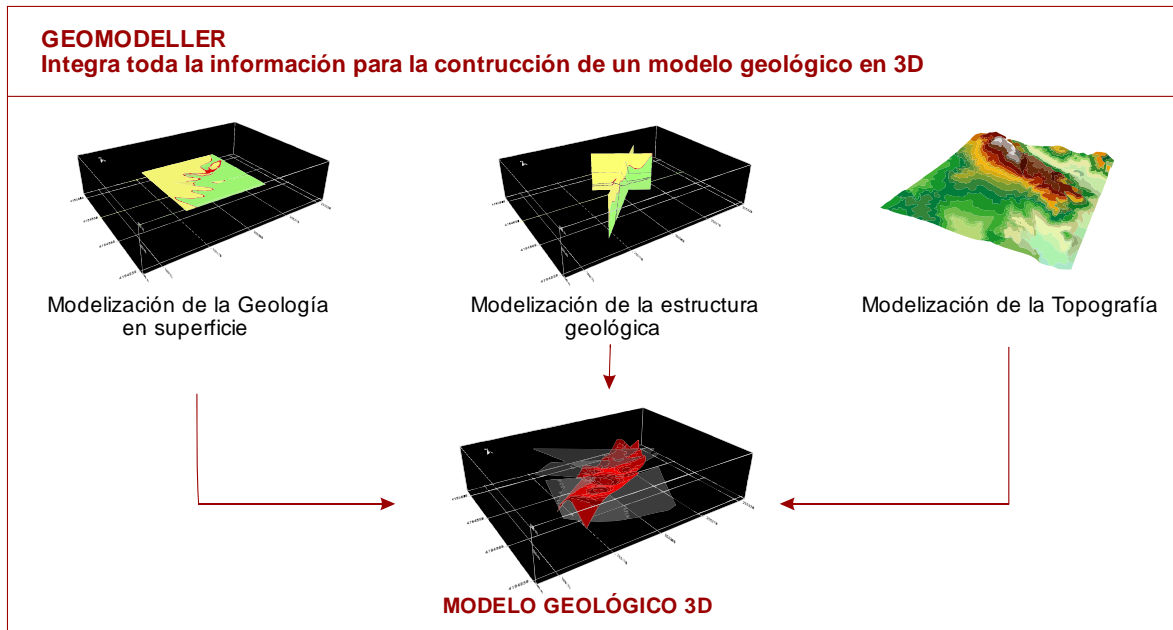 GEOMODELLER
Integra toda la información para la contrucción de un modelo geológico en 3D
Modelización de la Geología
en superficie
Modelización de la estructura
geológica
Modelización de la Topografía
MODELO GEOLÓGICO 3D